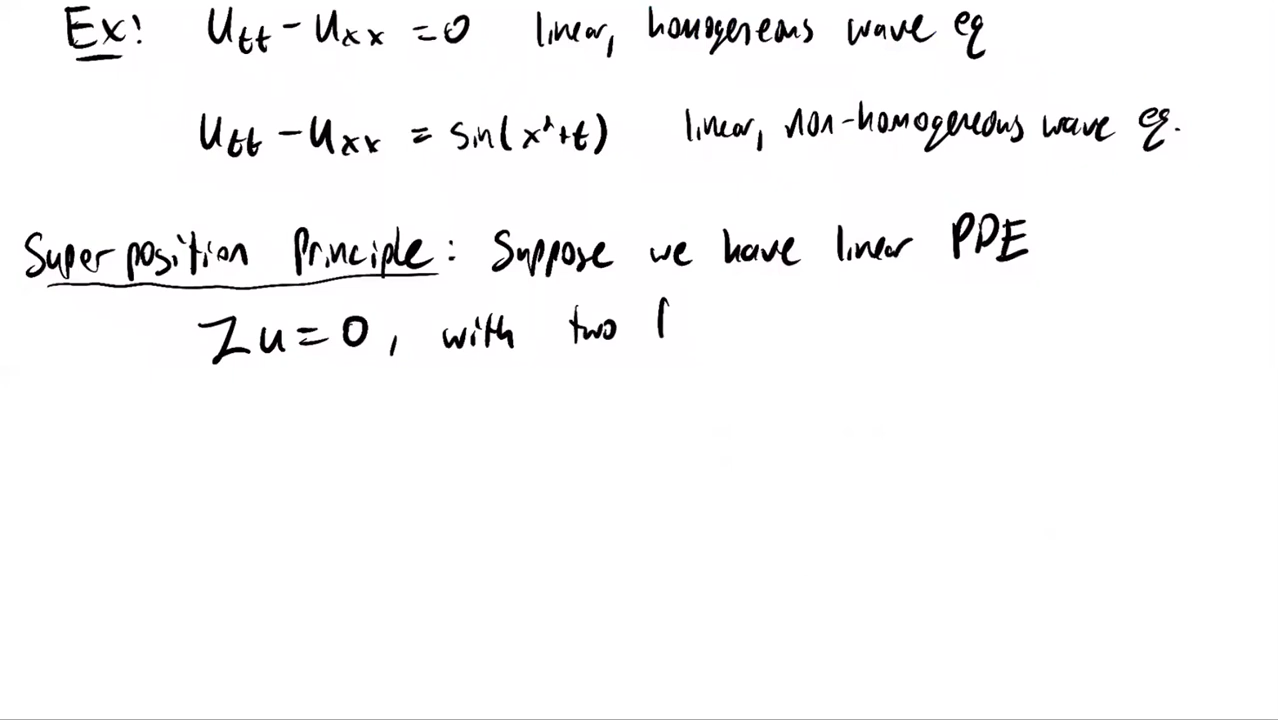 Ex: u_tt - u_xx = 0 linear, homogeneous wave eq
u_tt - u_xx = sin(x²+t) linear, non-homogeneous wave eq.
Superposition Principle: Suppose we have linear PDE
Lu = 0, with two